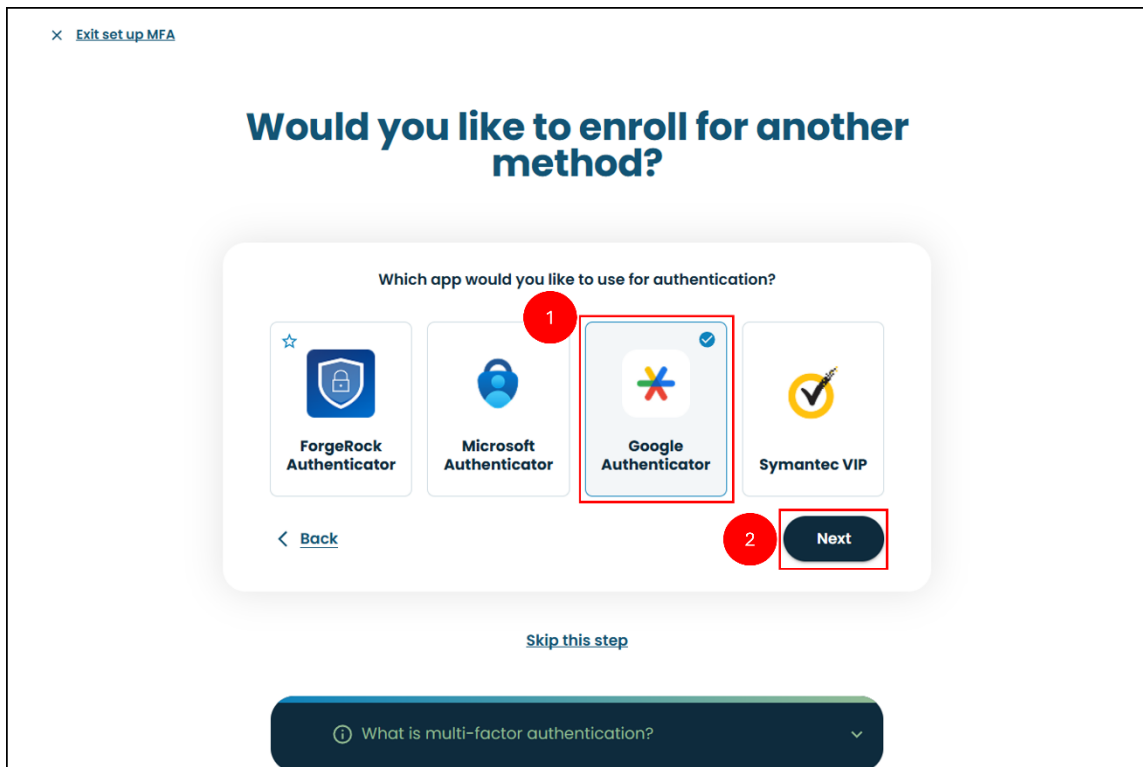 Exit set up MFA
Would you like to enroll for another
method?
Which app would you like to use for authentication?
1
ForgeRock
Authenticator
Microsoft
Authenticator
Google
Authenticator
Symantec VIP
Back
2
Next
Skip this step
What is multi-factor authentication?